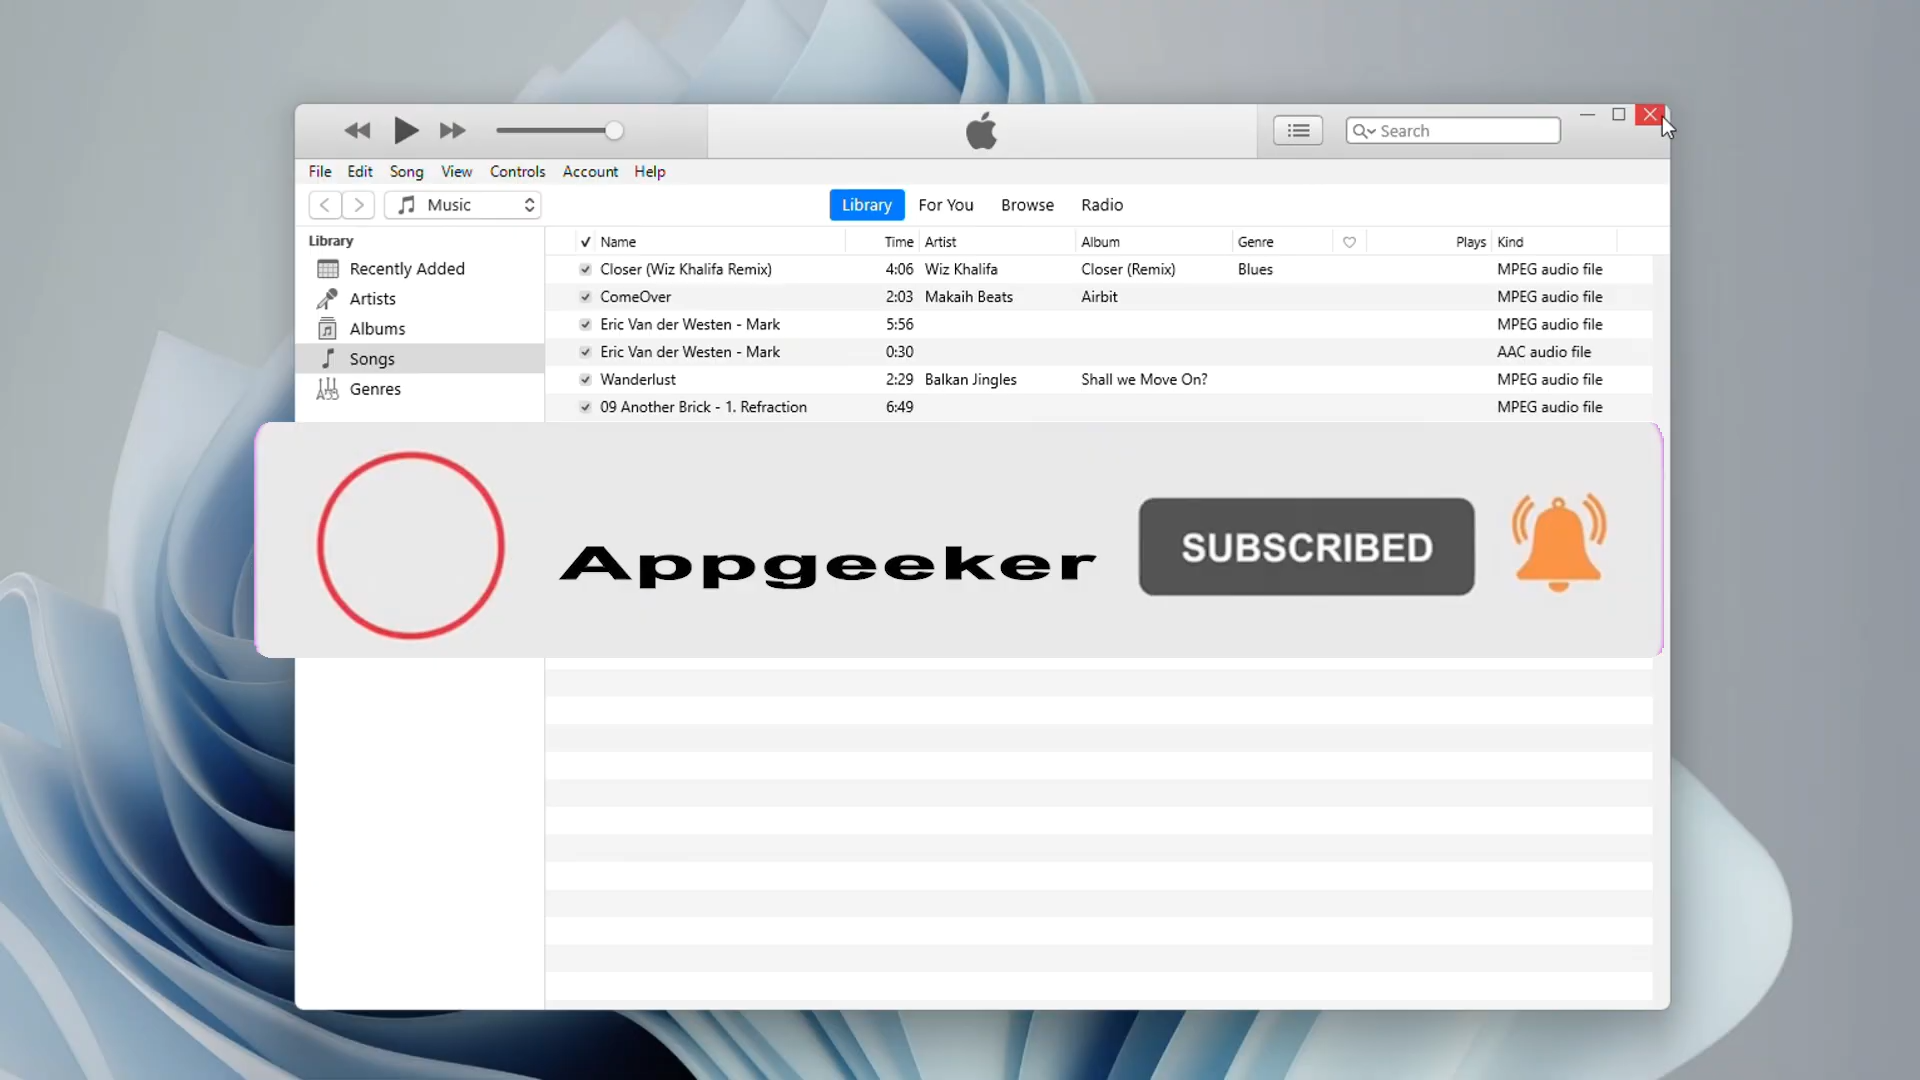 Search
File Edit Song View Controls Account Help
Music Library For You Browse Radio
Library
Recently Added
Artists
Albums
Songs
Genres
✓ Name Time Artist Album Genre ♡ Plays Kind
Closer (Wiz Khalifa Remix) 4:06 Wiz Khalifa Closer (Remix) Blues MPEG audio file
ComeOver 2:03 Makaih Beats Airbit MPEG audio file
Eric Van der Westen - Mark 5:56 MPEG audio file
Eric Van der Westen - Mark 0:30 AAC audio file
Wanderlust 2:29 Balkan Jingles Shall we Move On? MPEG audio file
09 Another Brick - 1. Refraction 6:49 MPEG audio file
Appgeeker SUBSCRIBED